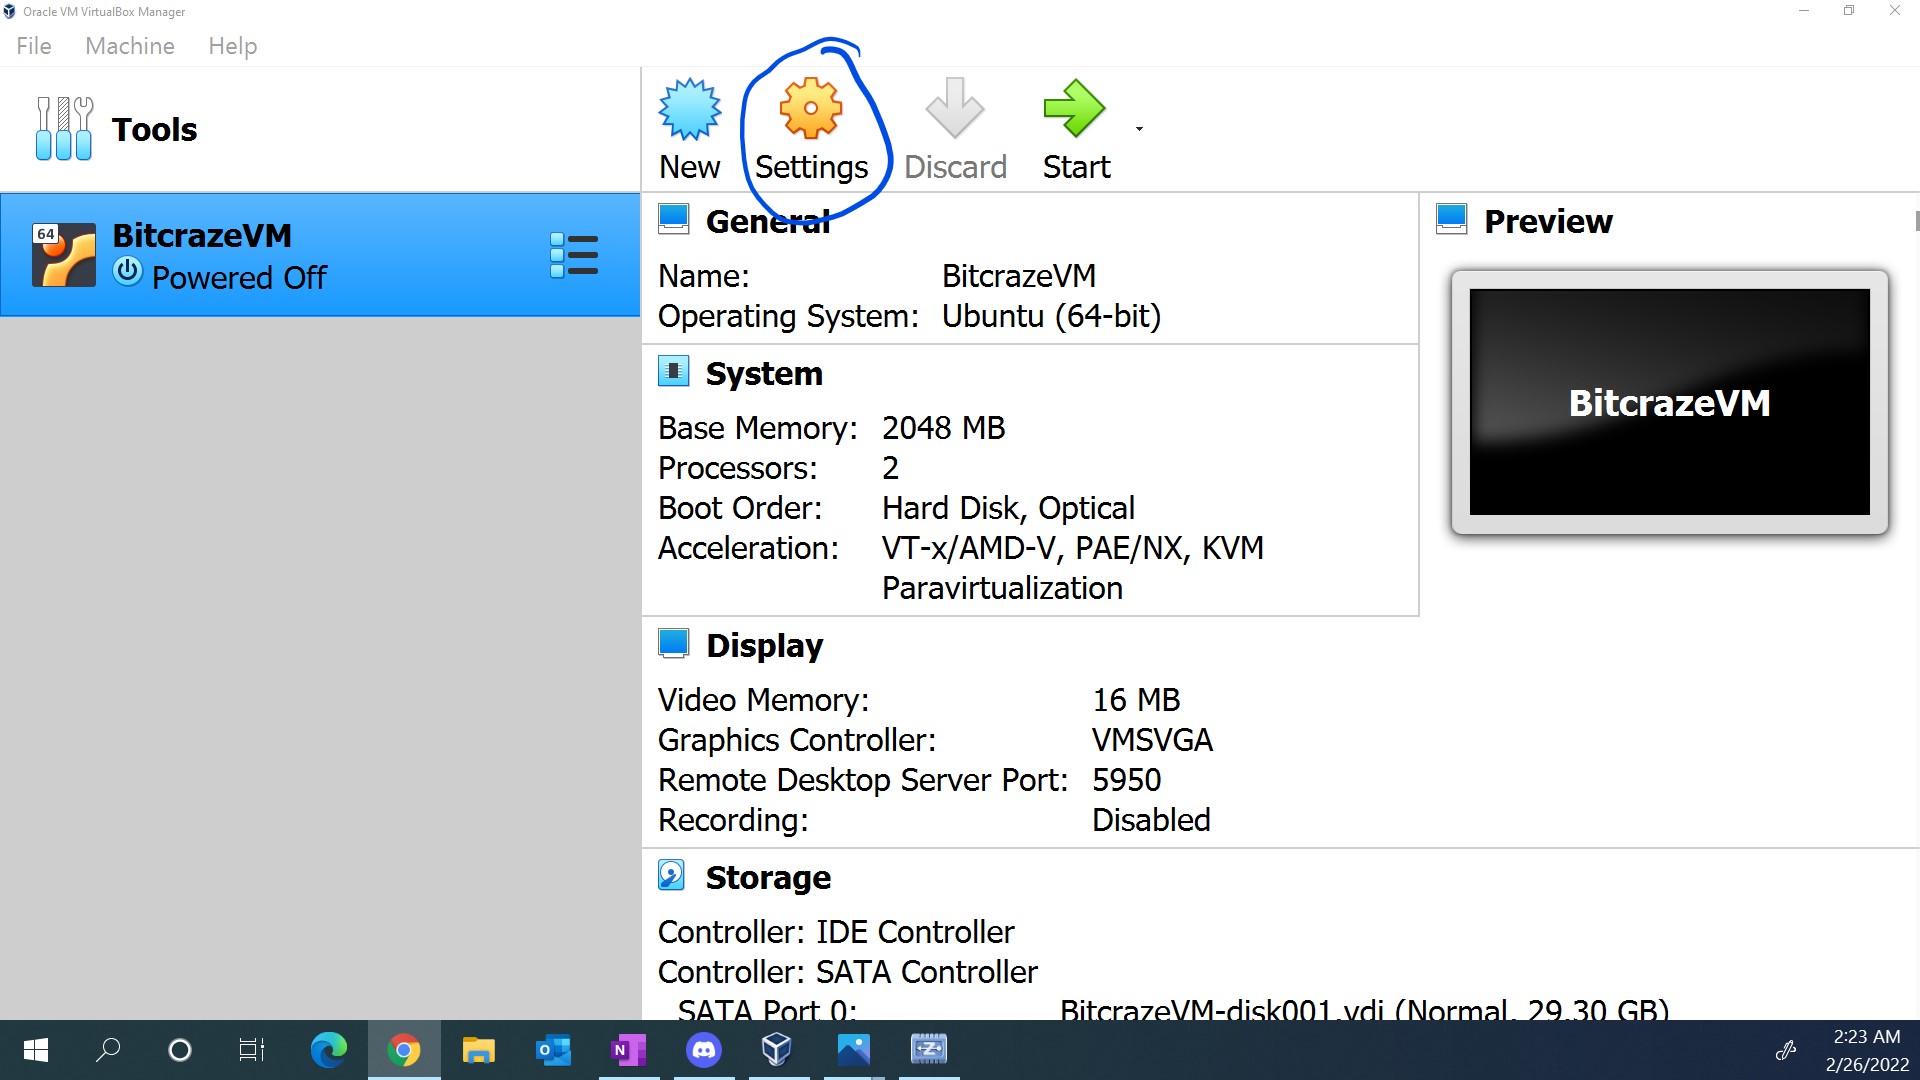 Oracle VM VirtualBox Manager
File Machine Help
Tools
New Settings Discard Start
64
BitcrazeVM
Powered Off
General
Name: BitcrazeVM
Operating System: Ubuntu (64-bit)
Preview
BitcrazeVM
System
Base Memory: 2048 MB
Processors: 2
Boot Order: Hard Disk, Optical
Acceleration: VT-x/AMD-V, PAE/NX, KVM
Paravirtualization
Display
Video Memory: 16 MB
Graphics Controller: VMSVGA
Remote Desktop Server Port: 5950
Recording: Disabled
Storage
Controller: IDE Controller
Controller: SATA Controller
SATA Port 0: BitcrazeVM-disk001.vdi (Normal, 29.30 GB)
2:23 AM
2/26/2022